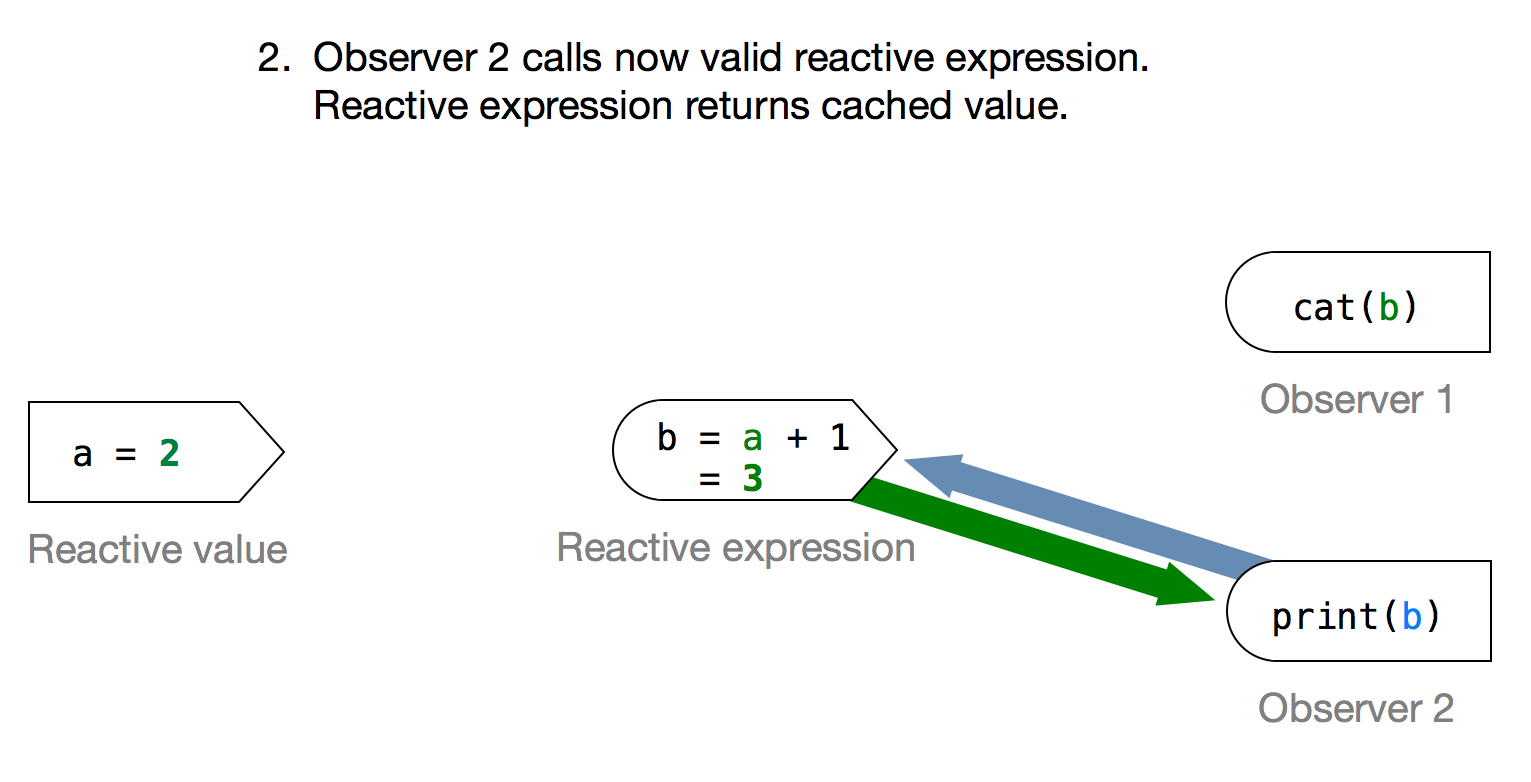 2. Observer 2 calls now valid reactive expression.
Reactive expression returns cached value.
cat(b)
Observer 1
a = 2
Reactive value
b = a + 1
= 3
Reactive expression
print(b)
Observer 2